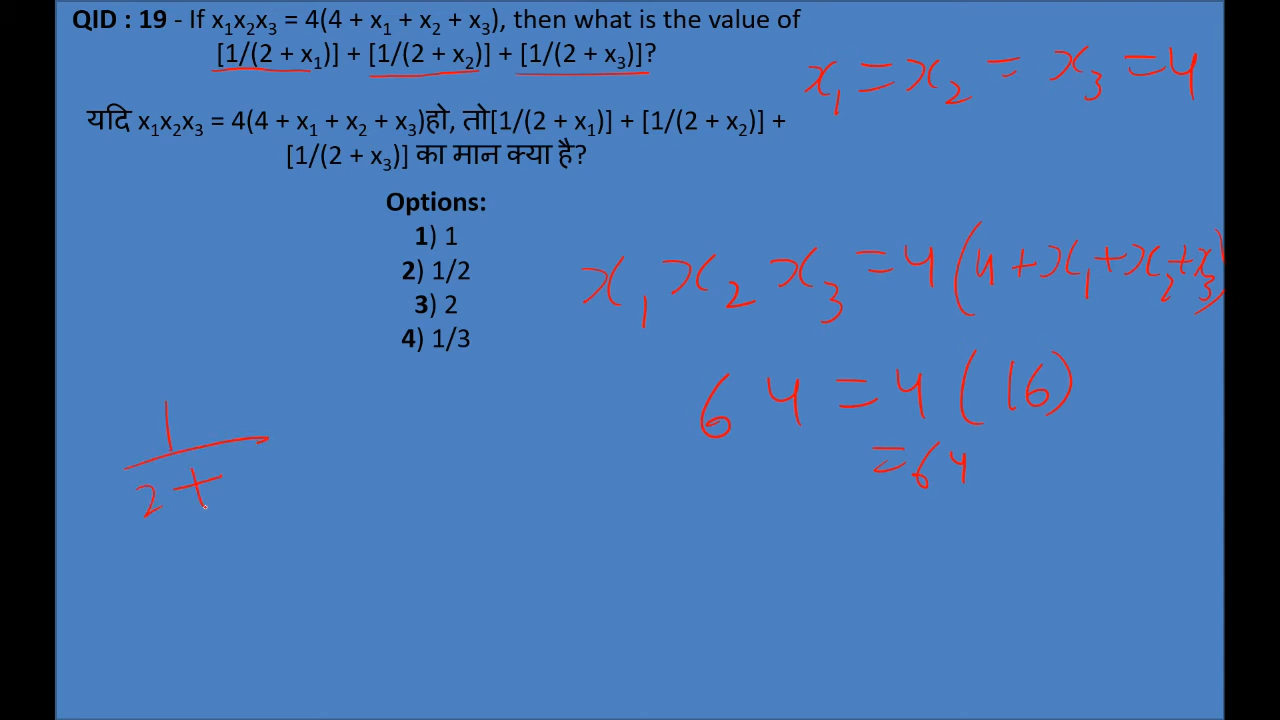 QID : 19 - If x₁x₂x₃ = 4(4 + x₁ + x₂ + x₃), then what is the value of
[1/(2 + x₁)] + [1/(2 + x₂)] + [1/(2 + x₃)]?
x₁ = x₂ = x₃ = 4
यदि x₁x₂x₃ = 4(4 + x₁ + x₂ + x₃)हो, तो[1/(2 + x₁)] + [1/(2 + x₂)] +
[1/(2 + x₃)] का मान क्या है?
Options:
1) 1
2) 1/2
3) 2
4) 1/3
x₁ x₂ x₃ = 4 (4 + x₁ + x₂ + x₃)
64 = 4 (16)
= 64
1
2 +